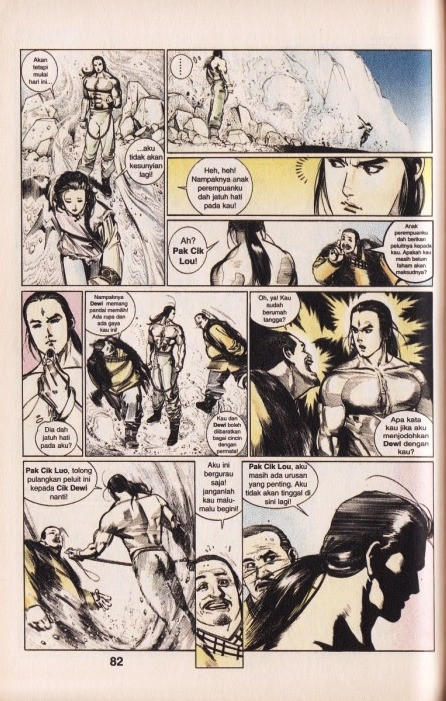 Akan
tetapi
mulai
hari ini...
...aku
tidak akan
kesunyian
lagi!
Heh, heh!
Nampaknya anak
perempuanku
dah jatuh hati
pada kau!
Ah?
Pak Cik
Lou!
Anak
perempuanku
dah berikan
peluitnya kepada
kau. Apakah kau
masih belum
faham akan
maksudnya?
Dia dah
jatuh hati
pada aku?
Nampaknya
Dewi memang
pandai memilih!
Ada rupa dan
ada gaya
kau ini!
Kau dan
Dewi boleh
diibaratkan
bagai cincin
dengan
permata!
Oh, ya! Kau
sudah
berumah
tangga?
Apa kata
kau jika aku
menjodohkan
Dewi dengan
kau?
Pak Cik Luo, tolong
pulangkan peluit ini
kepada Cik Dewi
nanti!
Aku ini
bergurau
saja!
janganlah
kau malu-
malu begini!
Pak Cik Lou, aku
masih ada urusan
yang penting. Aku
tidak akan tinggal di
sini lagi!
82